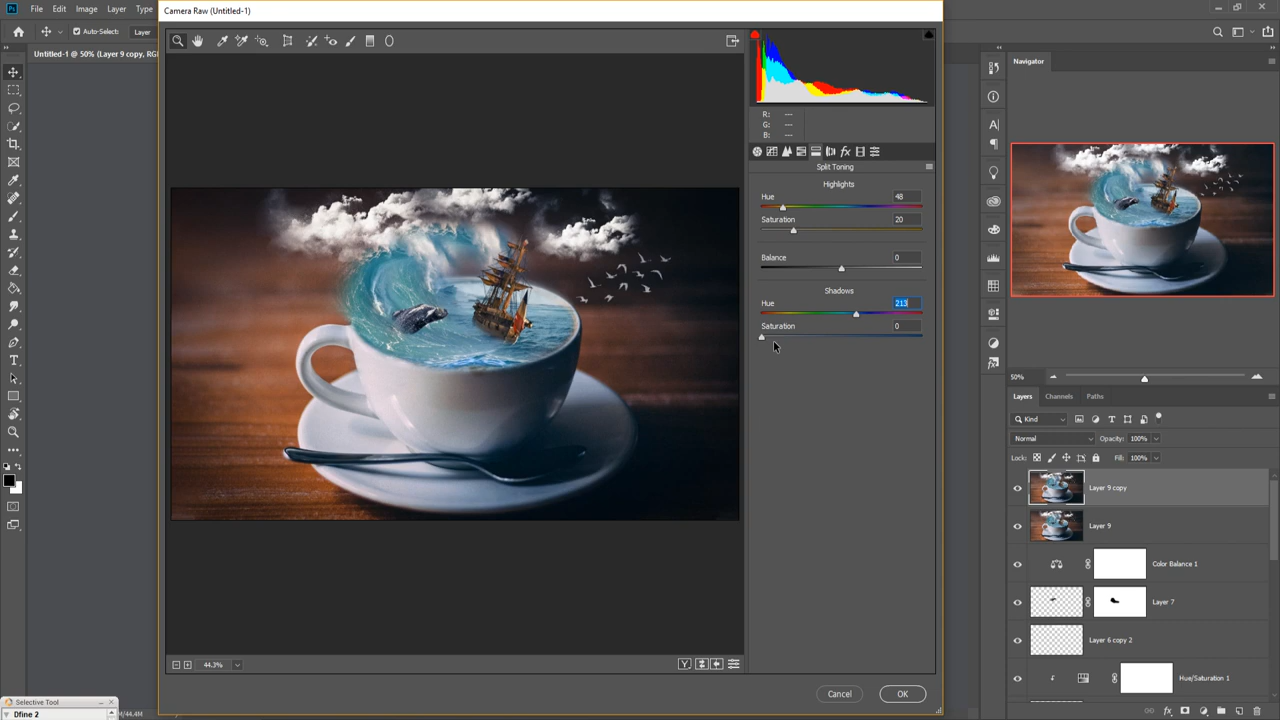 Ps File Edit Image Layer Type
Camera Raw (Untitled-1)
Auto-Select: Layer
Untitled-1 @ 50% (Layer 9 copy, RG
R: ---
G: ---
B: ---
Split Toning
Highlights
Hue 48
Saturation 20
Balance 0
Shadows
Hue 213
Saturation 0
44.3%
Y
Cancel OK
Selective Tool
Dfine 2
M/44.4M
Navigator
50%
Layers Channels Paths
Kind
Normal Opacity: 100%
Lock: Fill: 100%
Layer 9 copy
Layer 9
Color Balance 1
Layer 7
Layer 6 copy 2
Hue/Saturation 1